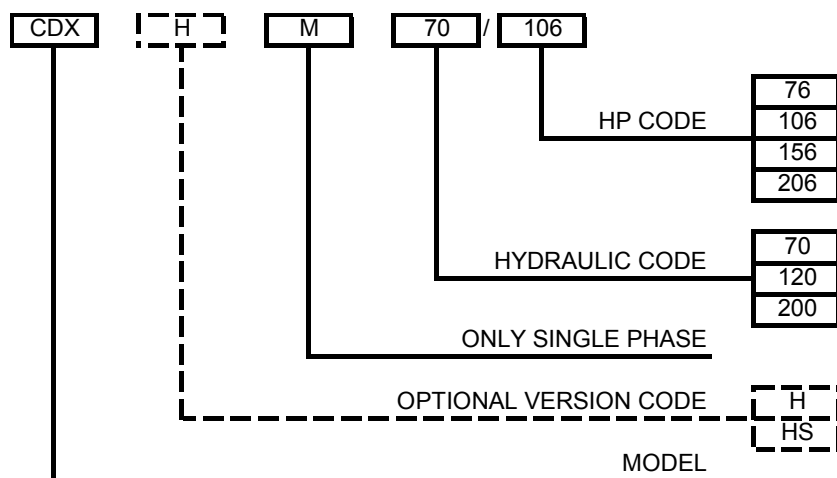 CDX H M 70 / 106
76
HP CODE 106
156
206
70
HYDRAULIC CODE 120
200
ONLY SINGLE PHASE
OPTIONAL VERSION CODE H
HS
MODEL